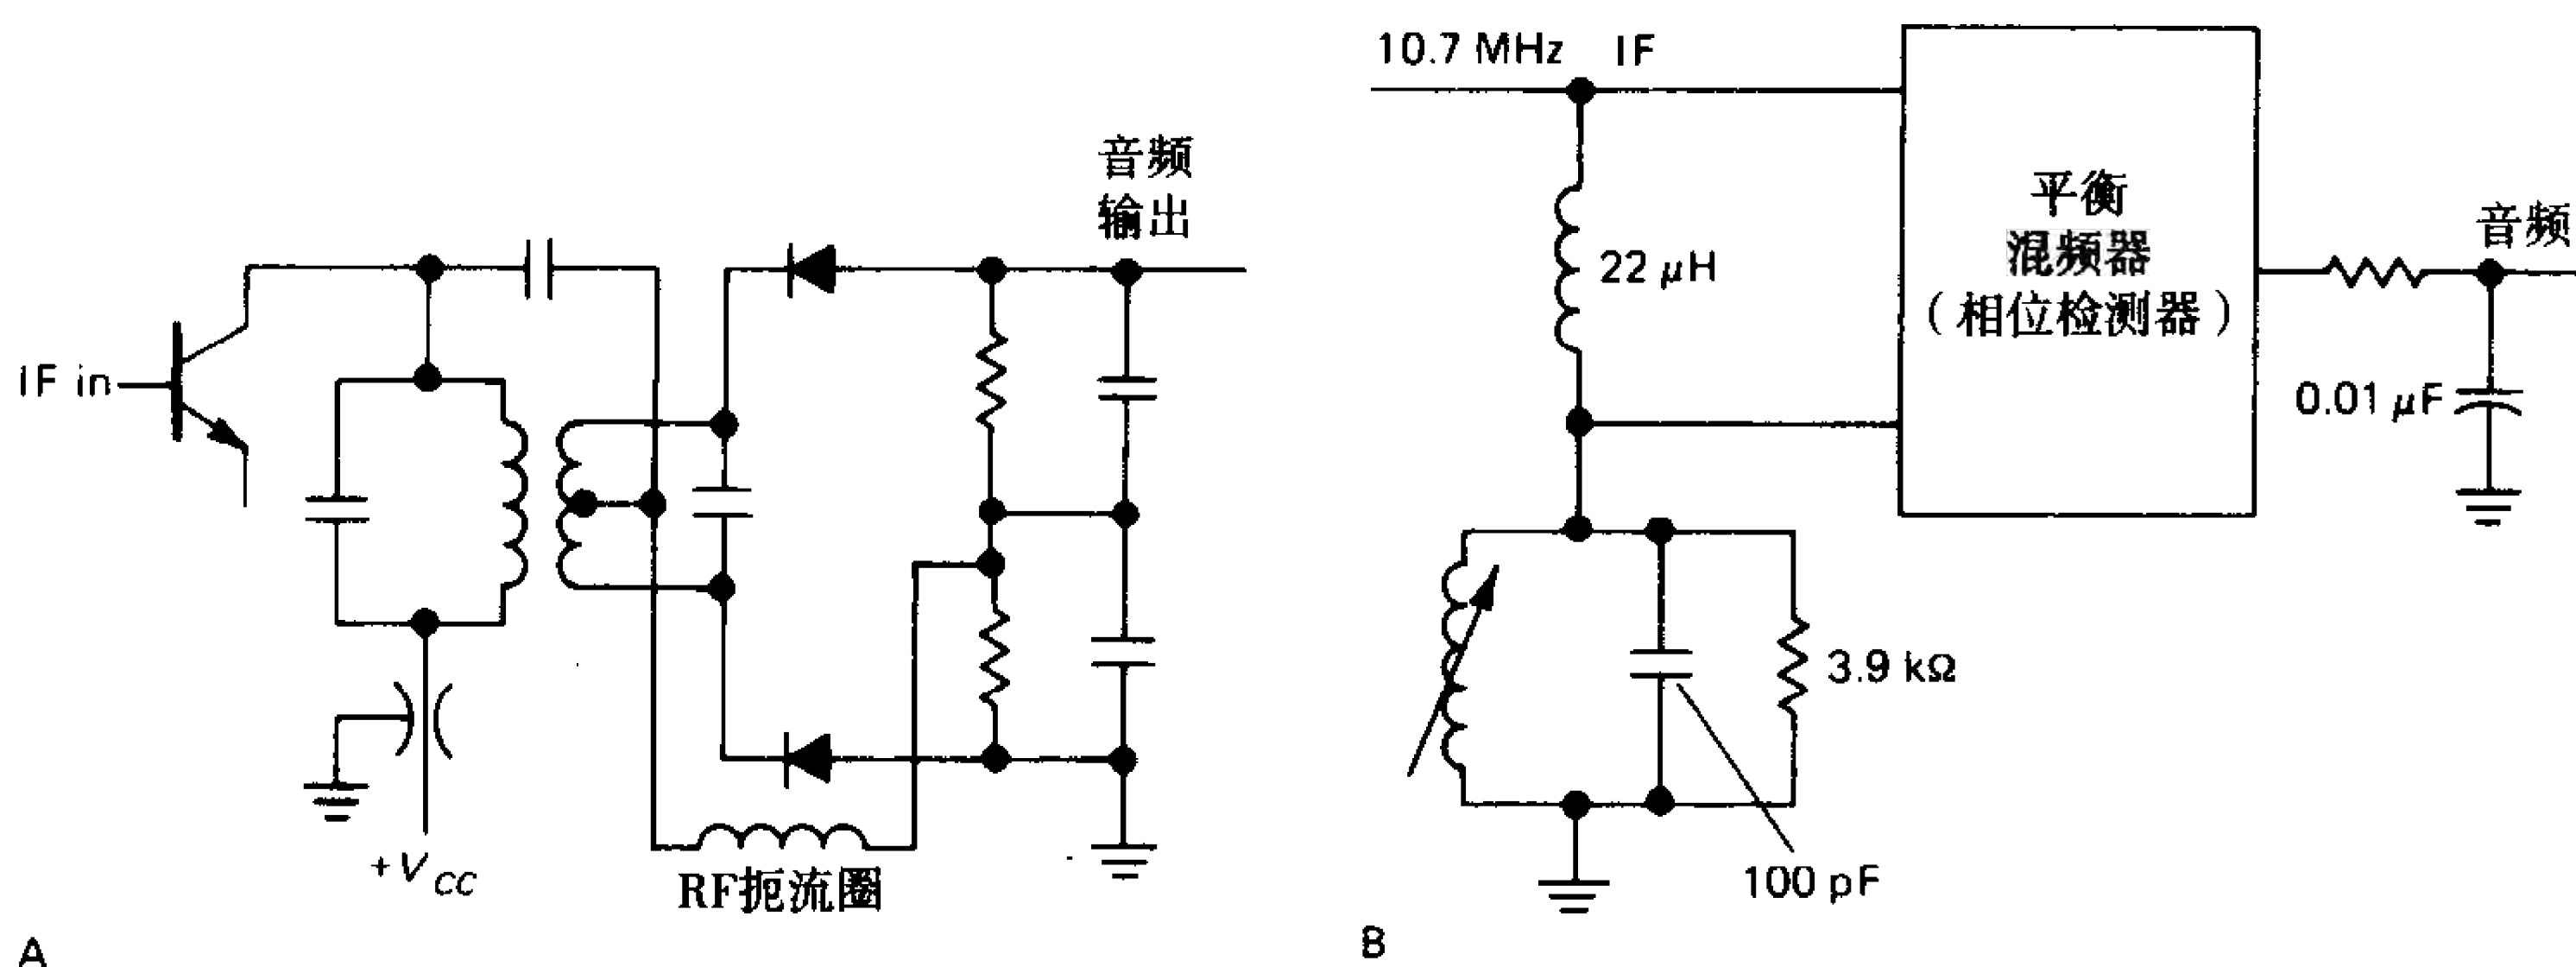 IF in
音频
输出
+V CC
RF扼流圈
A
10.7 MHz IF
22 μH
平衡
混频器
(相位检测器)
音频
0.01 μF
3.9 kΩ
100 pF
B